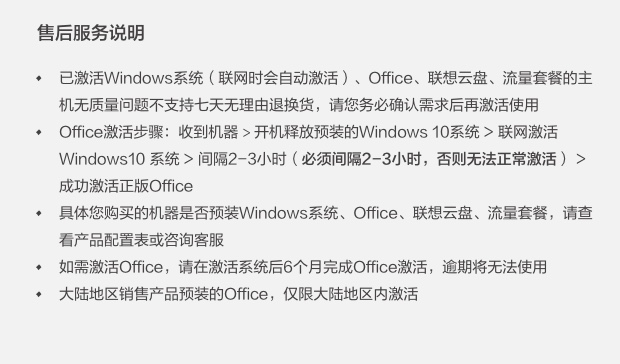 售后服务说明
已激活Windows系统（联网时会自动激活）、Office、联想云盘、流量套餐的主
机无质量问题不支持七天无理由退换货，请您务必确认需求后再激活使用
Office激活步骤：收到机器 > 开机释放预装的Windows 10系统 > 联网激活
Windows10 系统 > 间隔2-3小时（必须间隔2-3小时，否则无法正常激活）>
成功激活正版Office
具体您购买的机器是否预装Windows系统、Office、联想云盘、流量套餐，请查
看产品配置表或咨询客服
如需激活Office，请在激活系统后6个月完成Office激活，逾期将无法使用
大陆地区销售产品预装的Office，仅限大陆地区内激活